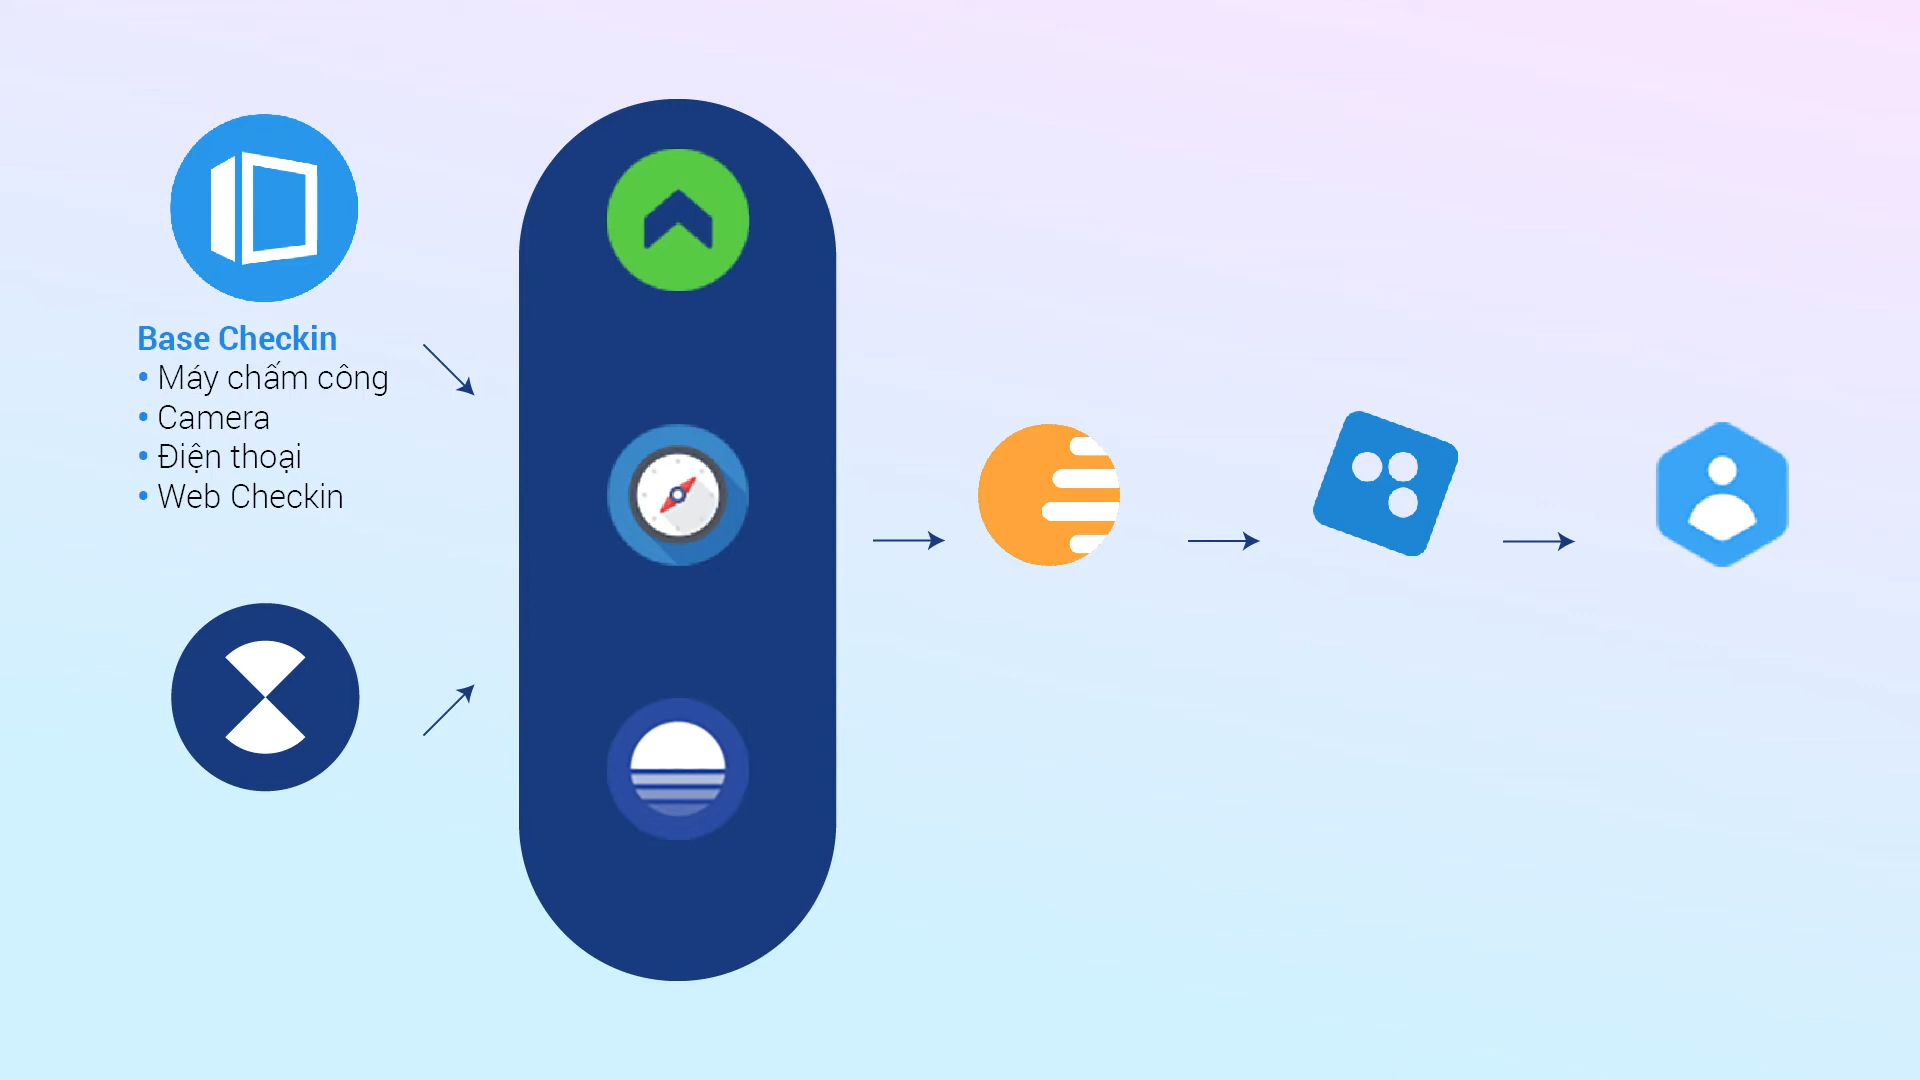 Base Checkin
• Máy chấm công
• Camera
• Điện thoại
• Web Checkin